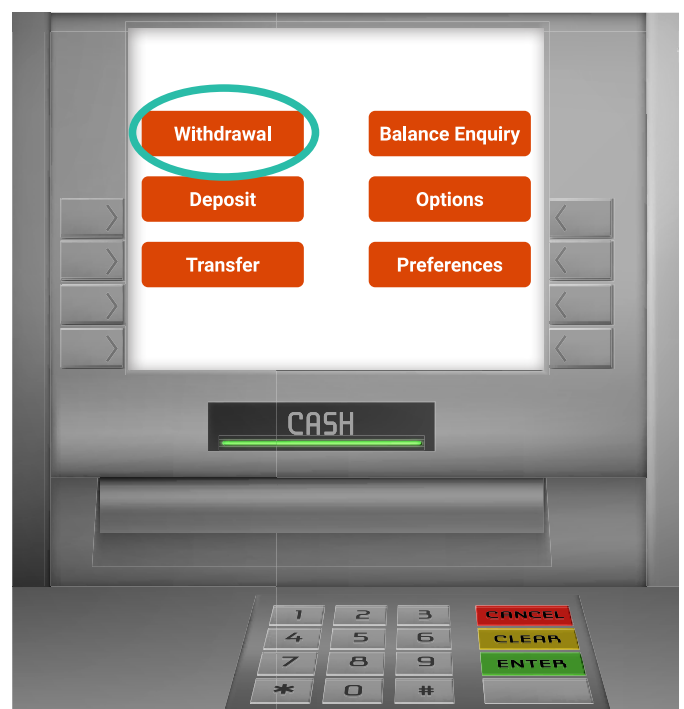 Withdrawal
Balance Enquiry
Deposit
Options
Transfer
Preferences
CASH
1 2 3 CANCEL
4 5 6 CLEAR
7 8 9 ENTER
* 0 #